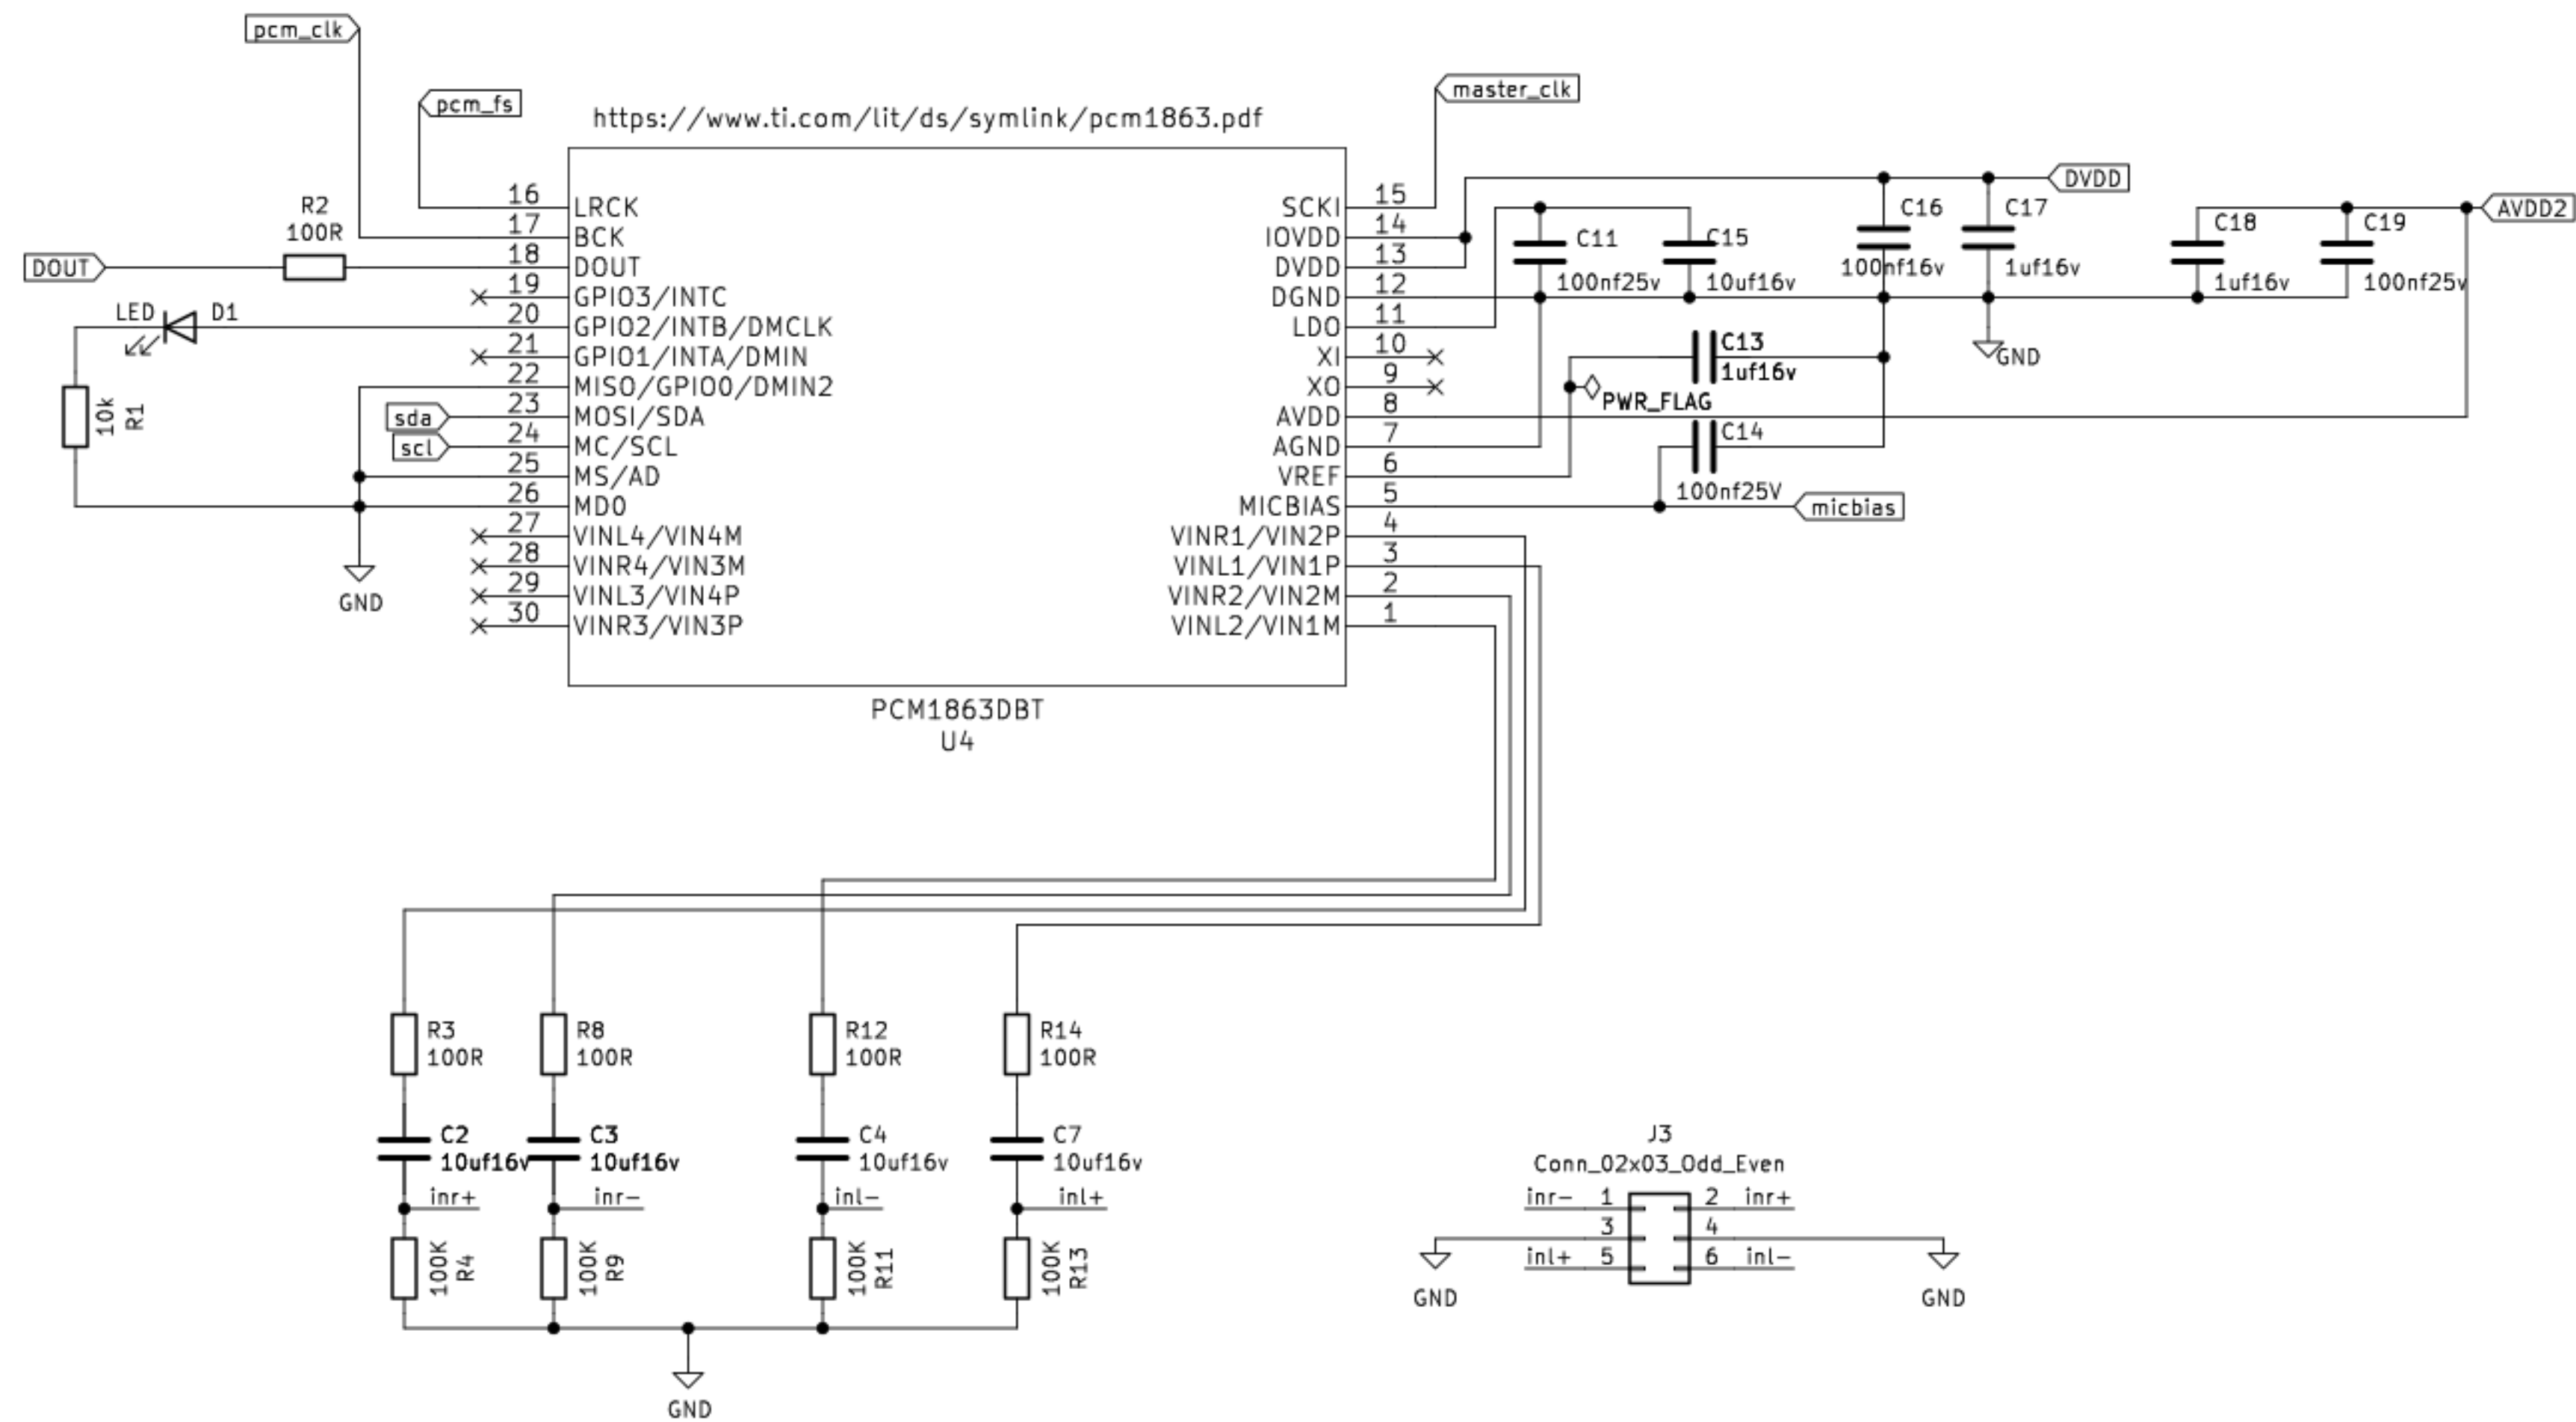 pcm_clk
pcm_fs
https://www.ti.com/lit/ds/symlink/pcm1863.pdf
master_clk
DVDD
AVDD2
R2
100R
DOUT
LED
D1
10k
R1
sda
scl
GND
16 LRCK
17 BCK
18 DOUT
19 GPIO3/INTC
20 GPIO2/INTB/DMCLK
21 GPIO1/INTA/DMIN
22 MISO/GPIO0/DMIN2
23 MOSI/SDA
24 MC/SCL
25 MS/AD
26 MD0
27 VINL4/VIN4M
28 VINR4/VIN3M
29 VINL3/VIN4P
30 VINR3/VIN3P
SCKI 15
IOVDD 14
DVDD 13
DGND 12
LDO 11
XI 10
XO 9
AVDD 8
AGND 7
VREF 6
MICBIAS 5
VINR1/VIN2P 4
VINL1/VIN1P 3
VINR2/VIN2M 2
VINL2/VIN1M 1
PCM1863DBT
U4
C11
100nf25v
C15
10uf16v
C16
100nf16v
C17
1uf16v
C18
1uf16v
C19
100nf25v
GND
C13
1uf16v
PWR_FLAG
C14
100nf25V
micbias
R3
100R
R8
100R
R12
100R
R14
100R
C2
10uf16v
C3
10uf16v
C4
10uf16v
C7
10uf16v
inr+
inr-
inl-
inl+
100K
R4
100K
R9
100K
R11
100K
R13
GND
J3
Conn_02x03_Odd_Even
inr- 1 2 inr+
3 4
inl+ 5 6 inl-
GND
GND